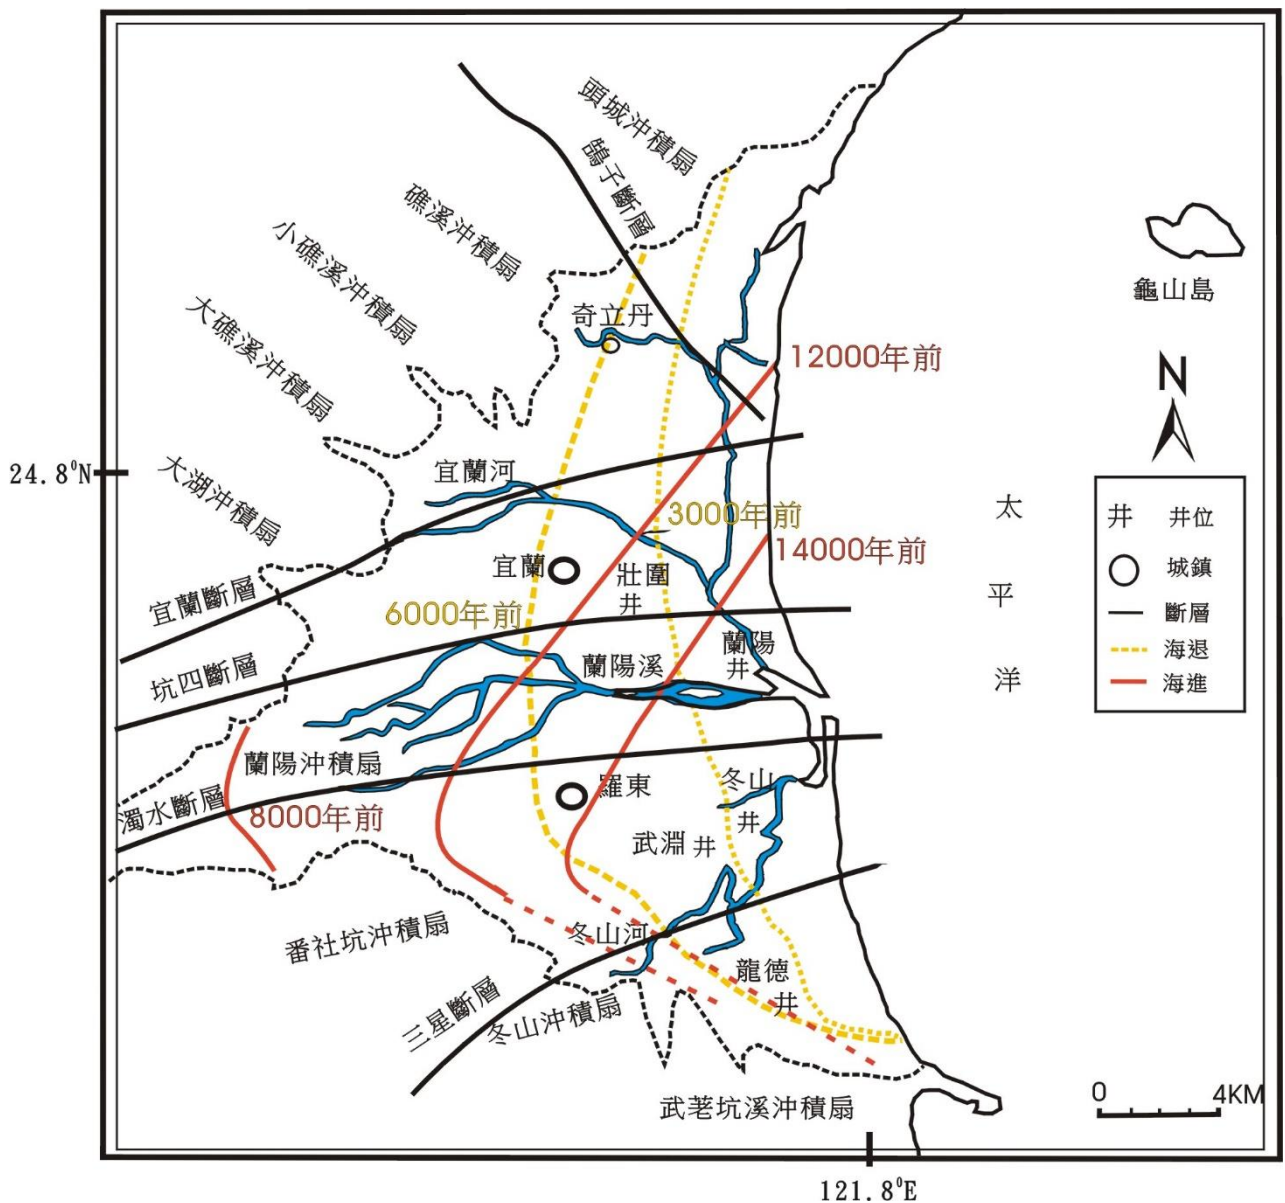 頭城沖積扇
鵠子斷層
礁溪沖積扇
小礁溪沖積扇
大礁溪沖積扇
大湖沖積扇
龜山島
奇立丹
12000年前
N
24.8⁰N
宜蘭河
3000年前
14000年前
太平洋
井 井位
城鎮
斷層
海退
海進
宜蘭
壯圍
井
宜蘭斷層
6000年前
蘭陽
井
坑四斷層
蘭陽溪
蘭陽沖積扇
濁水斷層
8000年前
羅東
冬山
井
武淵井
番社坑沖積扇
冬山河
龍德
井
三星斷層
冬山沖積扇
武荖坑溪沖積扇
0 4KM
121.8⁰E